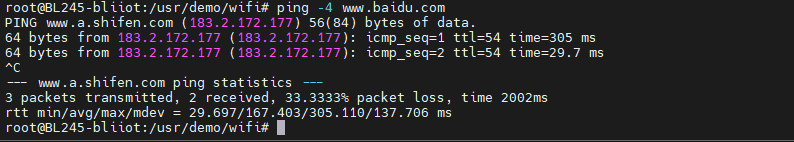 root@BL245-bliiot:/usr/demo/wifi# ping -4 www.baidu.com
PING www.a.shifen.com (183.2.172.177) 56(84) bytes of data.
64 bytes from 183.2.172.177 (183.2.172.177): icmp_seq=1 ttl=54 time=305 ms
64 bytes from 183.2.172.177 (183.2.172.177): icmp_seq=2 ttl=54 time=29.7 ms
^C
--- www.a.shifen.com ping statistics ---
3 packets transmitted, 2 received, 33.3333% packet loss, time 2002ms
rtt min/avg/max/mdev = 29.697/167.403/305.110/137.706 ms
root@BL245-bliiot:/usr/demo/wifi#